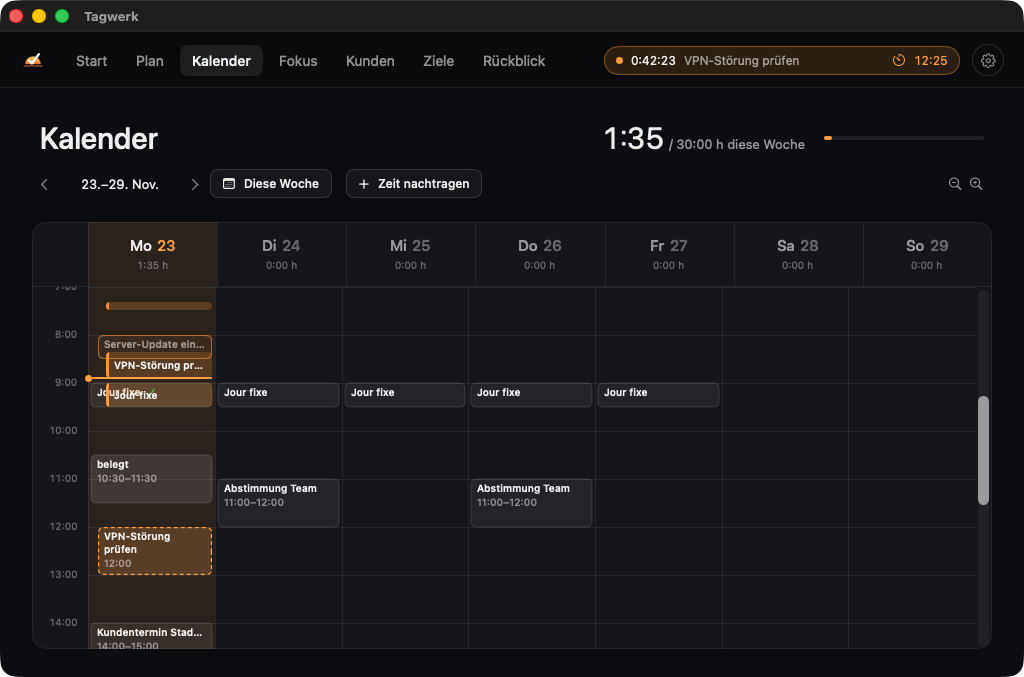 Tagwerk
Start
Plan
Kalender
Fokus
Kunden
Ziele
Rückblick
0:42:23 VPN-Störung prüfen
12:25
Kalender
1:35 / 30:00 h diese Woche
23.–29. Nov.
Diese Woche
+ Zeit nachtragen
Mo 23
1:35 h
Di 24
0:00 h
Mi 25
0:00 h
Do 26
0:00 h
Fr 27
0:00 h
Sa 28
0:00 h
So 29
0:00 h
7:00
8:00
Server-Update ein...
VPN-Störung pr...
9:00
Jour fixe ✓
Jour fixe
Jour fixe
Jour fixe
Jour fixe
Jour fixe
Jour fixe
10:00
belegt
10:30–11:30
11:00
Abstimmung Team
11:00–12:00
Abstimmung Team
11:00–12:00
12:00
VPN-Störung
prüfen
12:00
13:00
14:00
Kundentermin Stad...
14:00–15:00